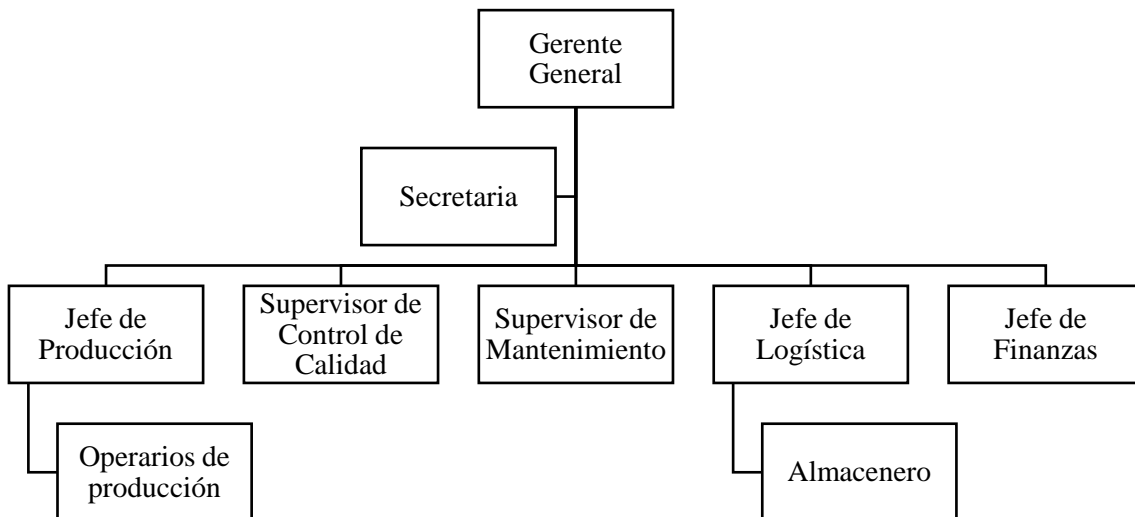 Gerente
General
Secretaria
Jefe de
Producción
Supervisor de
Control de
Calidad
Supervisor de
Mantenimiento
Jefe de
Logística
Jefe de
Finanzas
Operarios de
producción
Almacenero